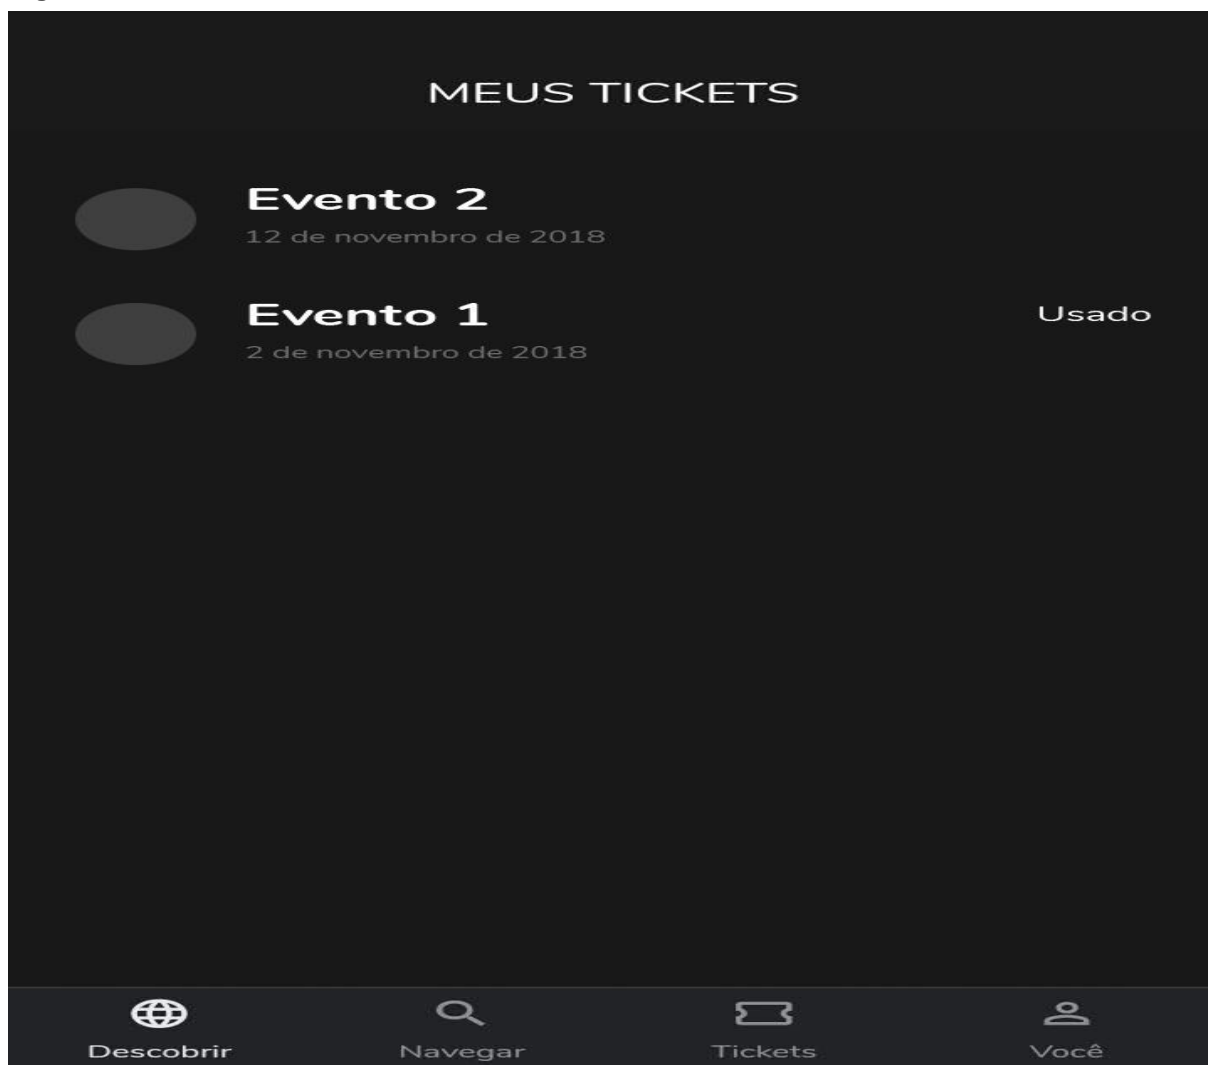 MEUS TICKETS
Evento 2
12 de novembro de 2018
Evento 1
Usado
2 de novembro de 2018
Descobrir
Navegar
Tickets
Você